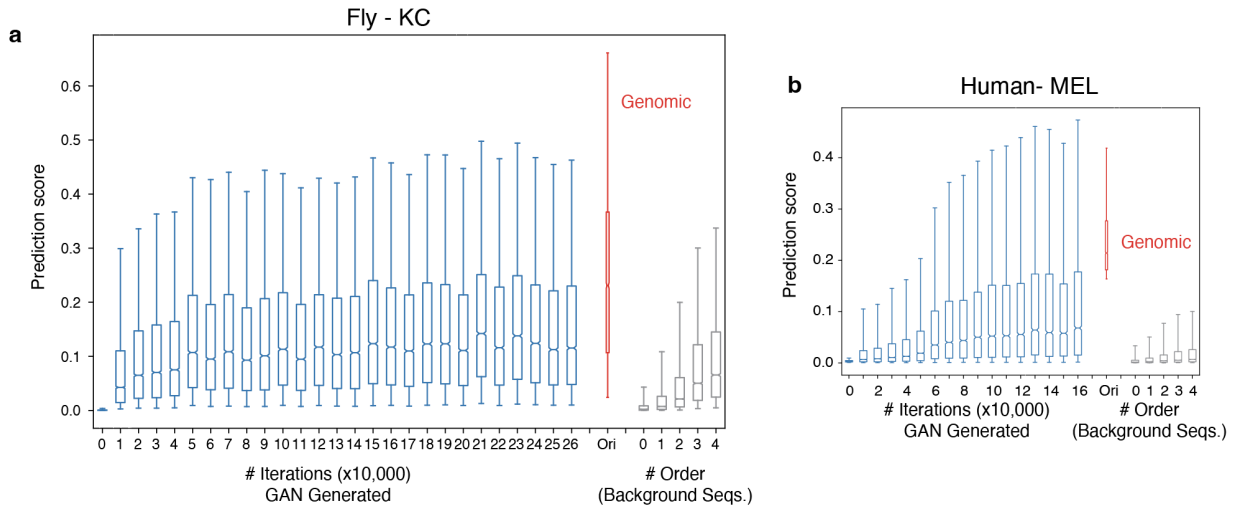 a
Fly - KC
Prediction score
0.6
0.5
0.4
0.3
0.2
0.1
0.0
Genomic
0 1 2 3 4 5 6 7 8 9 10 11 12 13 14 15 16 17 18 19 20 21 22 23 24 25 26 Ori 0 1 2 3 4
# Iterations (x10,000)
GAN Generated
# Order
(Background Seqs.)
b
Human- MEL
Prediction score
0.4
0.3
0.2
0.1
0.0
Genomic
0 2 4 6 8 10 12 14 16 Ori 0 1 2 3 4
# Iterations (x10,000)
GAN Generated
# Order
(Background Seqs.)